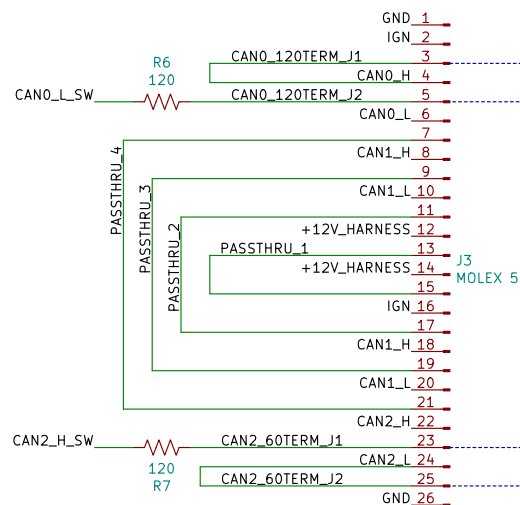 GND 1
IGN 2
CAN0_120TERM_J1 3
R6
120
CAN0_H 4
CAN0_L_SW CAN0_120TERM_J2 5
CAN0_L 6
7
CAN1_H 8
9
CAN1_L 10
11
+12V_HARNESS 12
PASSTHRU_4
PASSTHRU_3
PASSTHRU_2
PASSTHRU_1 13
J3
+12V_HARNESS 14
MOLEX 5
15
IGN 16
17
CAN1_H 18
19
CAN1_L 20
21
CAN2_H 22
CAN2_H_SW CAN2_60TERM_J1 23
CAN2_L 24
120
R7
CAN2_60TERM_J2 25
GND 26